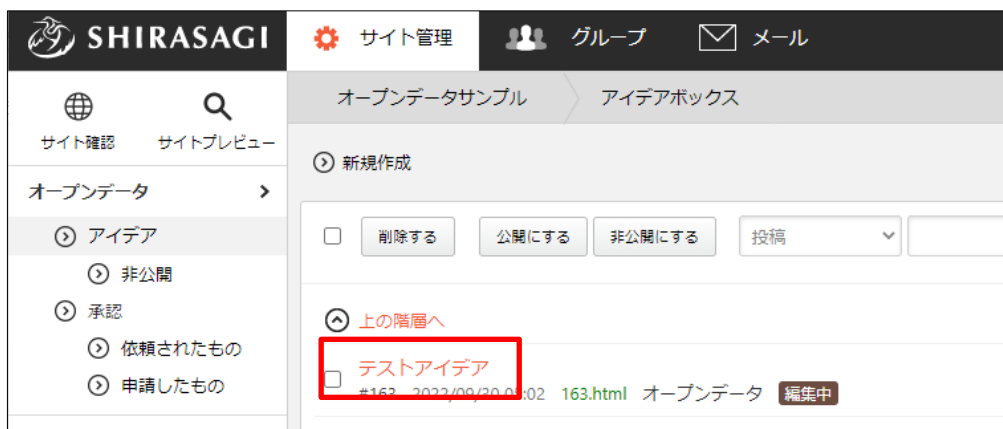 SHIRASAGI
サイト管理
グループ
メール
サイト確認
サイトプレビュー
オープンデータサンプル
アイデアボックス
新規作成
オープンデータ
アイデア
非公開
承認
依頼されたもの
申請したもの
削除する
公開にする
非公開にする
投稿
上の階層へ
テストアイデア
#163 2022/09/30 05:02 163.html オープンデータ 編集中